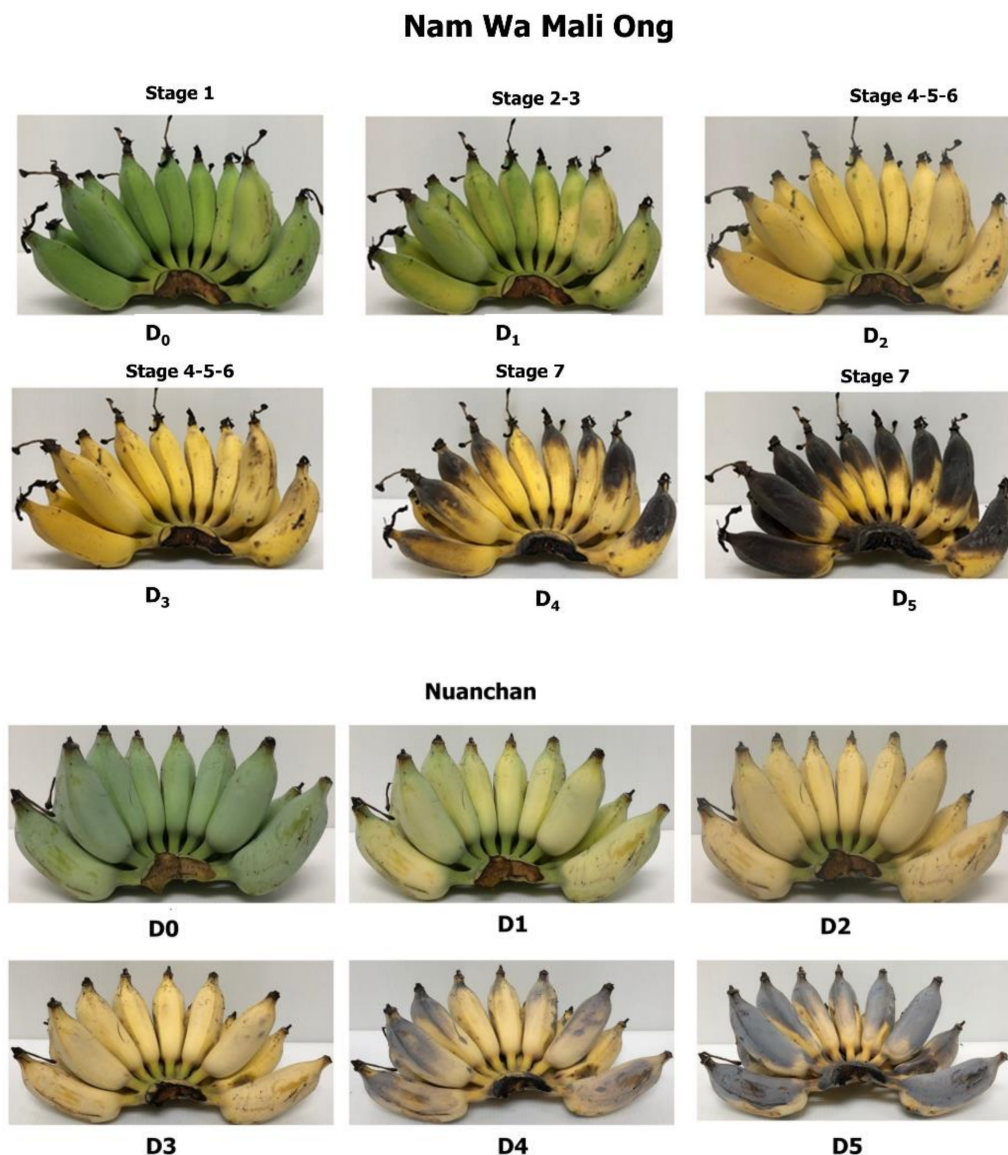 Nam Wa Mali Ong
Stage 1 Stage 2-3 Stage 4-5-6
D₀ D₁ D₂
Stage 4-5-6 Stage 7 Stage 7
D₃ D₄ D₅
Nuanchan
D0 D1 D2
D3 D4 D5